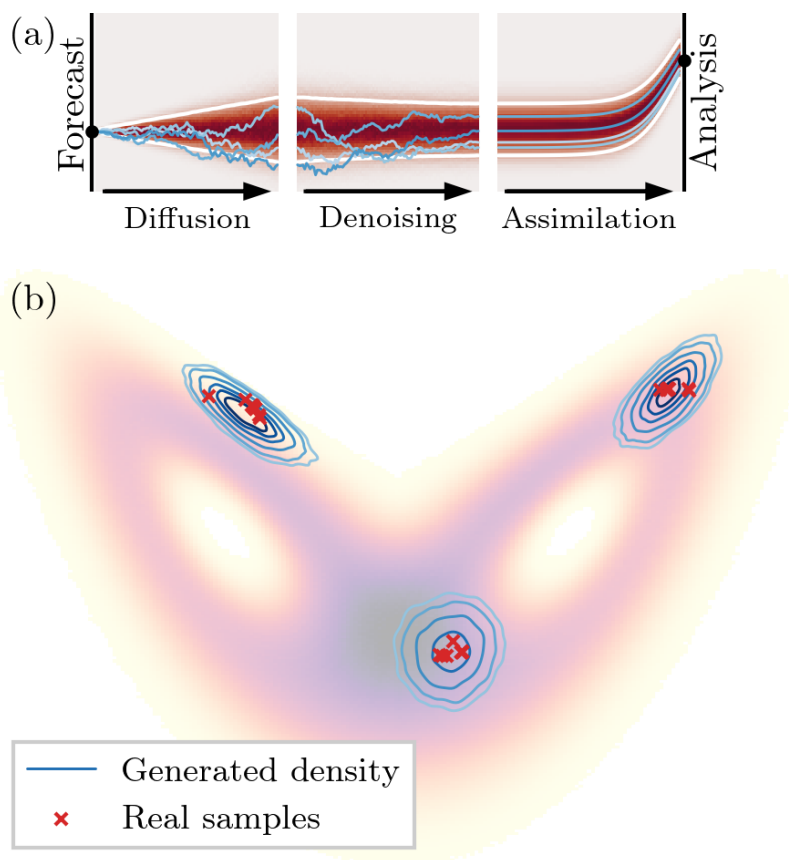 (a)
Forecast
Analysis
Diffusion
Denoising
Assimilation
(b)
Generated density
Real samples